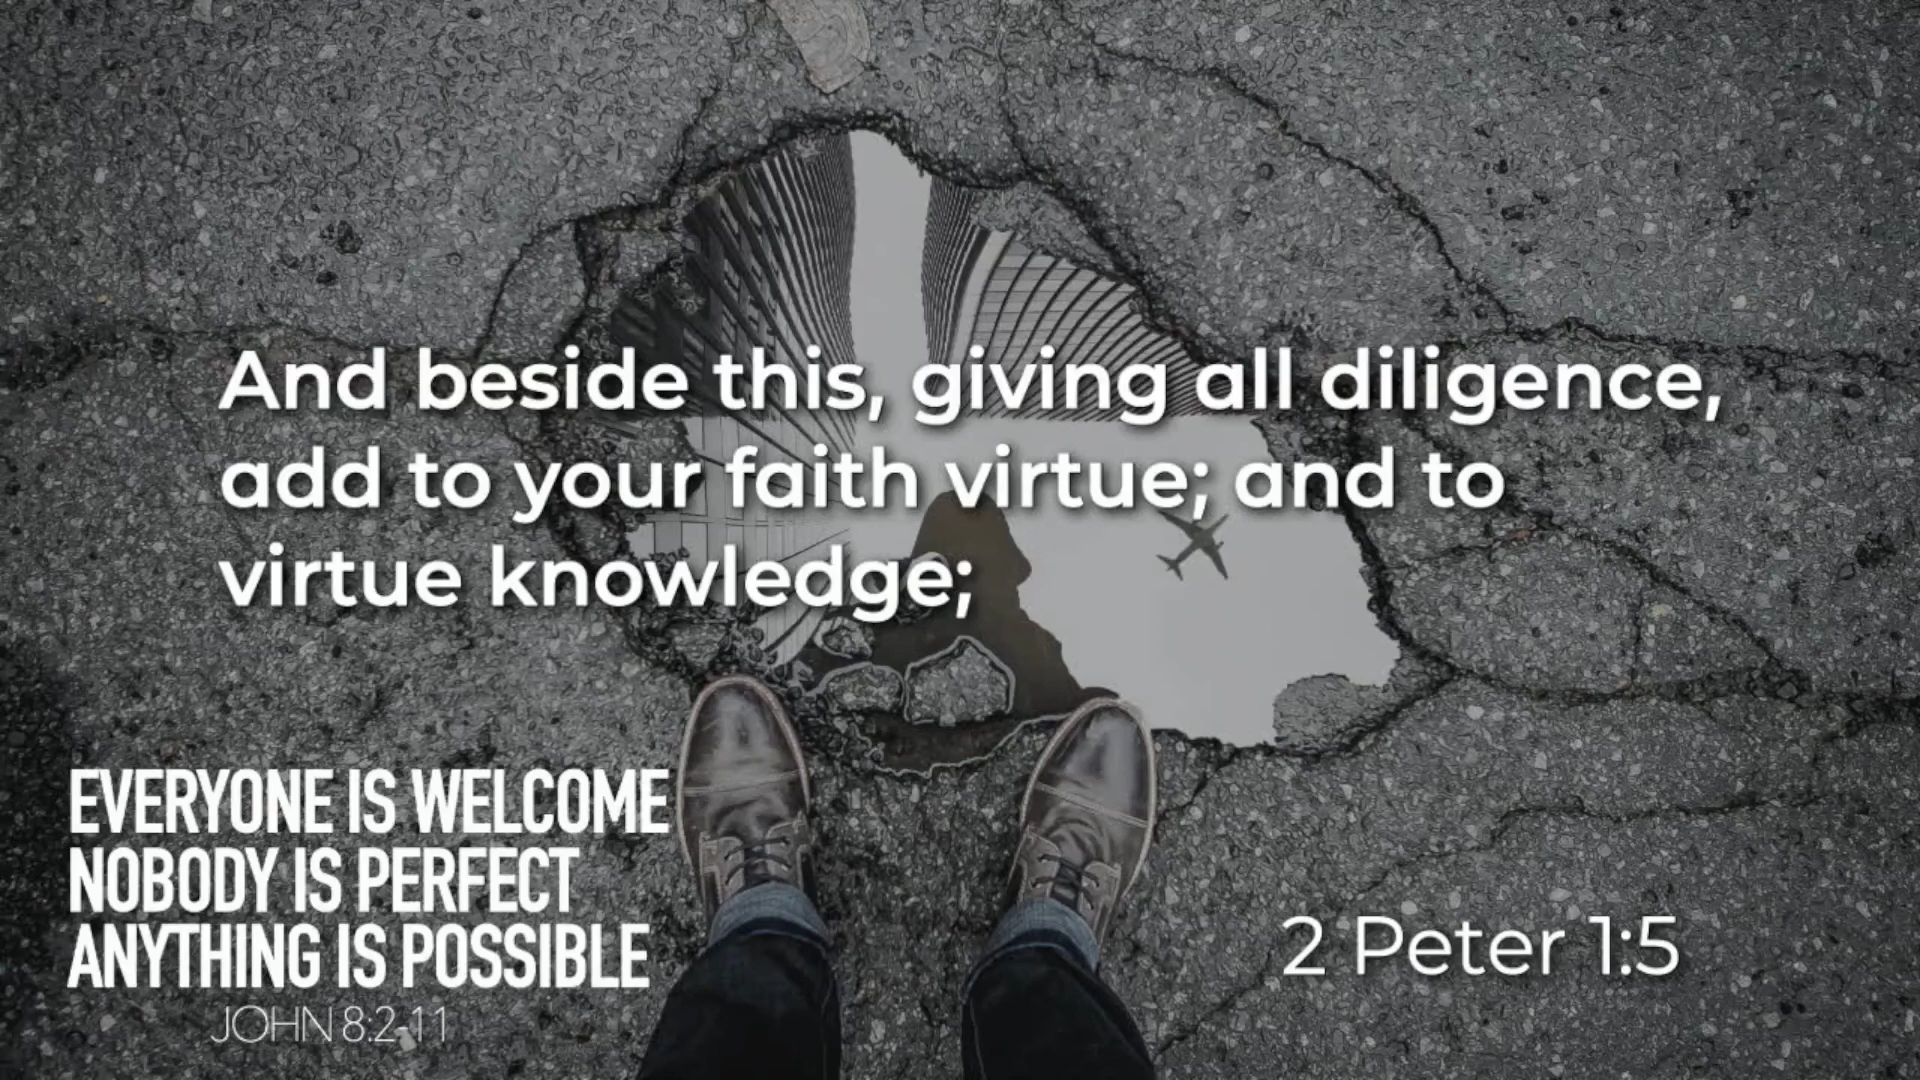 And beside this, giving all diligence,
add to your faith virtue; and to
virtue knowledge;
EVERYONE IS WELCOME
NOBODY IS PERFECT
ANYTHING IS POSSIBLE
JOHN 8:2-11
2 Peter 1:5